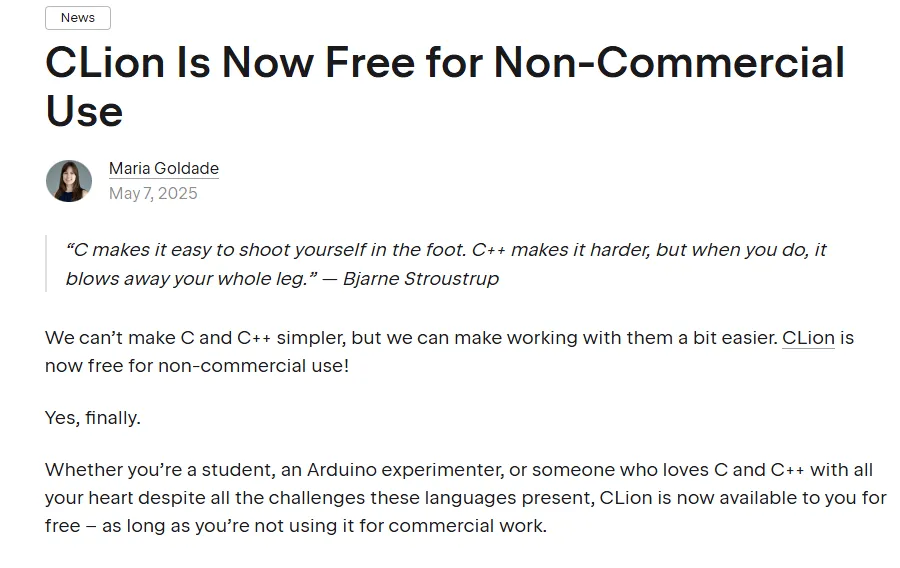 News
CLion Is Now Free for Non-Commercial
Use
Maria Goldade
May 7, 2025
“C makes it easy to shoot yourself in the foot. C++ makes it harder, but when you do, it
blows away your whole leg.” — Bjarne Stroustrup
We can’t make C and C++ simpler, but we can make working with them a bit easier. CLion is
now free for non-commercial use!
Yes, finally.
Whether you’re a student, an Arduino experimenter, or someone who loves C and C++ with all
your heart despite all the challenges these languages present, CLion is now available to you for
free – as long as you’re not using it for commercial work.